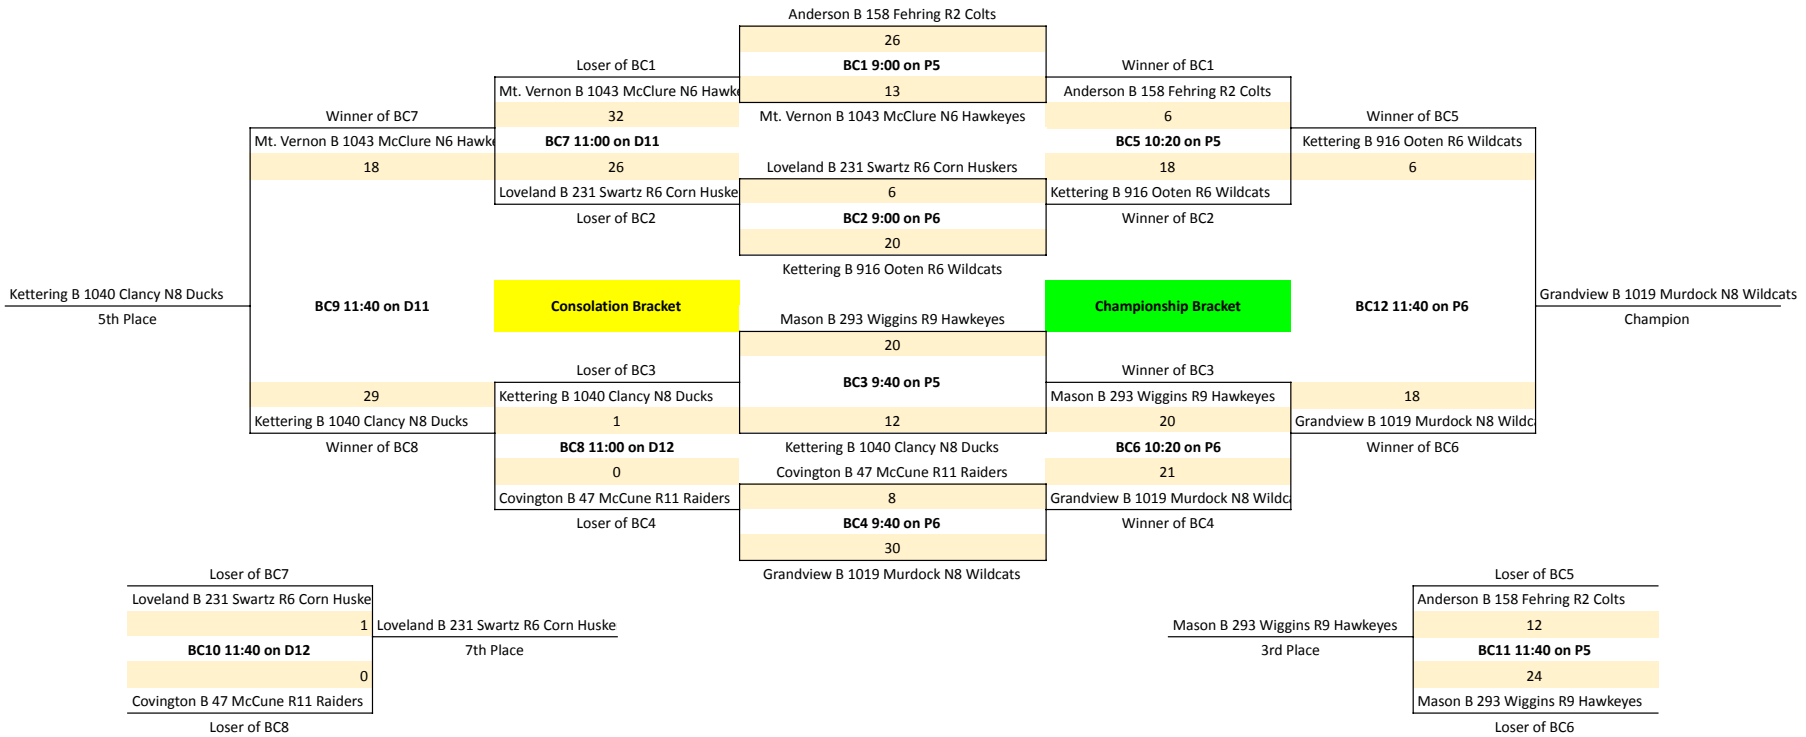 Anderson B 158 Fehring R2 Colts
26
Loser of BC1
BC1 9:00 on P5
Winner of BC1
Mt. Vernon B 1043 McClure N6 Hawke
13
Anderson B 158 Fehring R2 Colts
Winner of BC7
32
Mt. Vernon B 1043 McClure N6 Hawkeyes
6
Winner of BC5
Mt. Vernon B 1043 McClure N6 Hawke
BC7 11:00 on D11
BC5 10:20 on P5
Kettering B 916 Ooten R6 Wildcats
18
26
Loveland B 231 Swartz R6 Corn Huskers
18
6
Loveland B 231 Swartz R6 Corn Huske
6
Kettering B 916 Ooten R6 Wildcats
Loser of BC2
BC2 9:00 on P6
Winner of BC2
20
Kettering B 916 Ooten R6 Wildcats
Kettering B 1040 Clancy N8 Ducks
BC9 11:40 on D11
Consolation Bracket
Championship Bracket
BC12 11:40 on P6
Grandview B 1019 Murdock N8 Wildcats
5th Place
Mason B 293 Wiggins R9 Hawkeyes
Champion
20
Loser of BC3
BC3 9:40 on P5
Winner of BC3
29
Kettering B 1040 Clancy N8 Ducks
Mason B 293 Wiggins R9 Hawkeyes
18
Kettering B 1040 Clancy N8 Ducks
1
12
20
Grandview B 1019 Murdock N8 Wildc
Winner of BC8
BC8 11:00 on D12
Kettering B 1040 Clancy N8 Ducks
BC6 10:20 on P6
Winner of BC6
0
Covington B 47 McCune R11 Raiders
21
Covington B 47 McCune R11 Raiders
8
Grandview B 1019 Murdock N8 Wildc
Loser of BC4
BC4 9:40 on P6
Winner of BC4
30
Grandview B 1019 Murdock N8 Wildcats
Loser of BC7
Loser of BC5
Loveland B 231 Swartz R6 Corn Huske
Anderson B 158 Fehring R2 Colts
1
Loveland B 231 Swartz R6 Corn Huske
Mason B 293 Wiggins R9 Hawkeyes
12
BC10 11:40 on D12
7th Place
3rd Place
BC11 11:40 on P5
0
24
Covington B 47 McCune R11 Raiders
Mason B 293 Wiggins R9 Hawkeyes
Loser of BC8
Loser of BC6